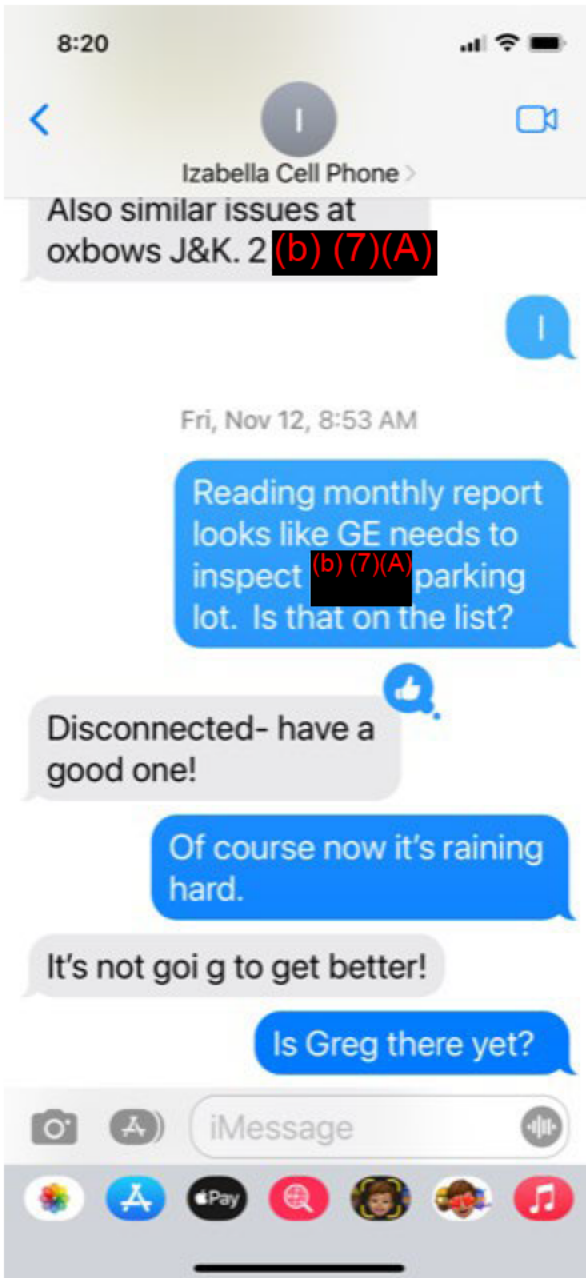 8:20
I
Izabella Cell Phone >
Also similar issues at
oxbows J&K. 2 (b) (7)(A)
I
Fri, Nov 12, 8:53 AM
Reading monthly report
looks like GE needs to
inspect (b) (7)(A) parking
lot. Is that on the list?
Disconnected- have a
good one!
Of course now it's raining
hard.
It's not goi g to get better!
Is Greg there yet?
iMessage
Pay